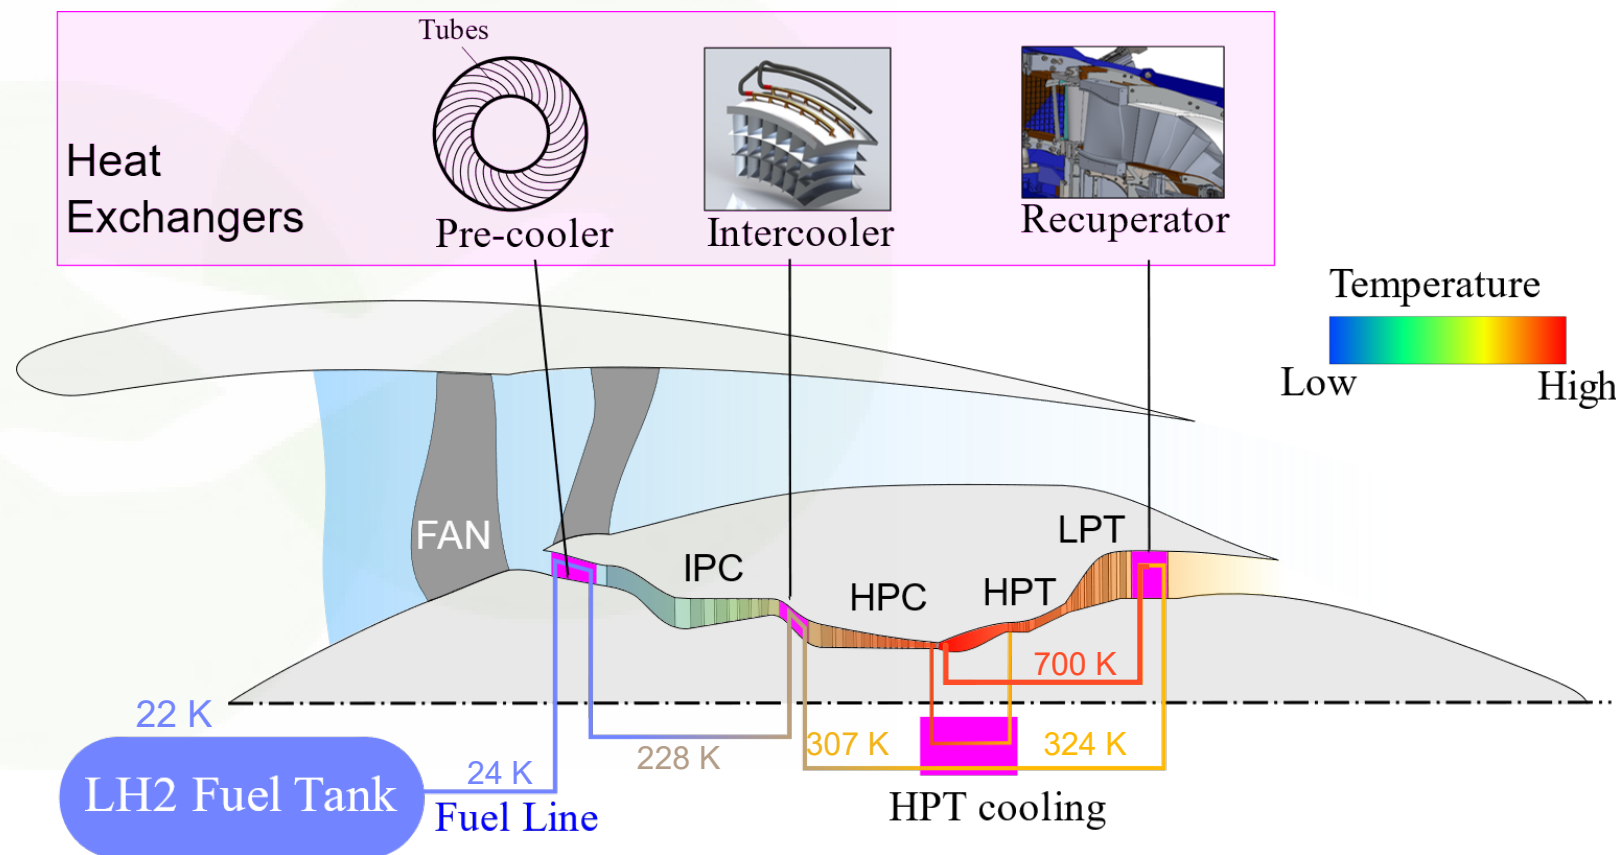 Tubes
Heat
Exchangers
Pre-cooler
Intercooler
Recuperator
Temperature
Low
High
FAN
IPC
HPC
HPT
LPT
700 K
22 K
LH2 Fuel Tank
24 K
Fuel Line
228 K
307 K
324 K
HPT cooling